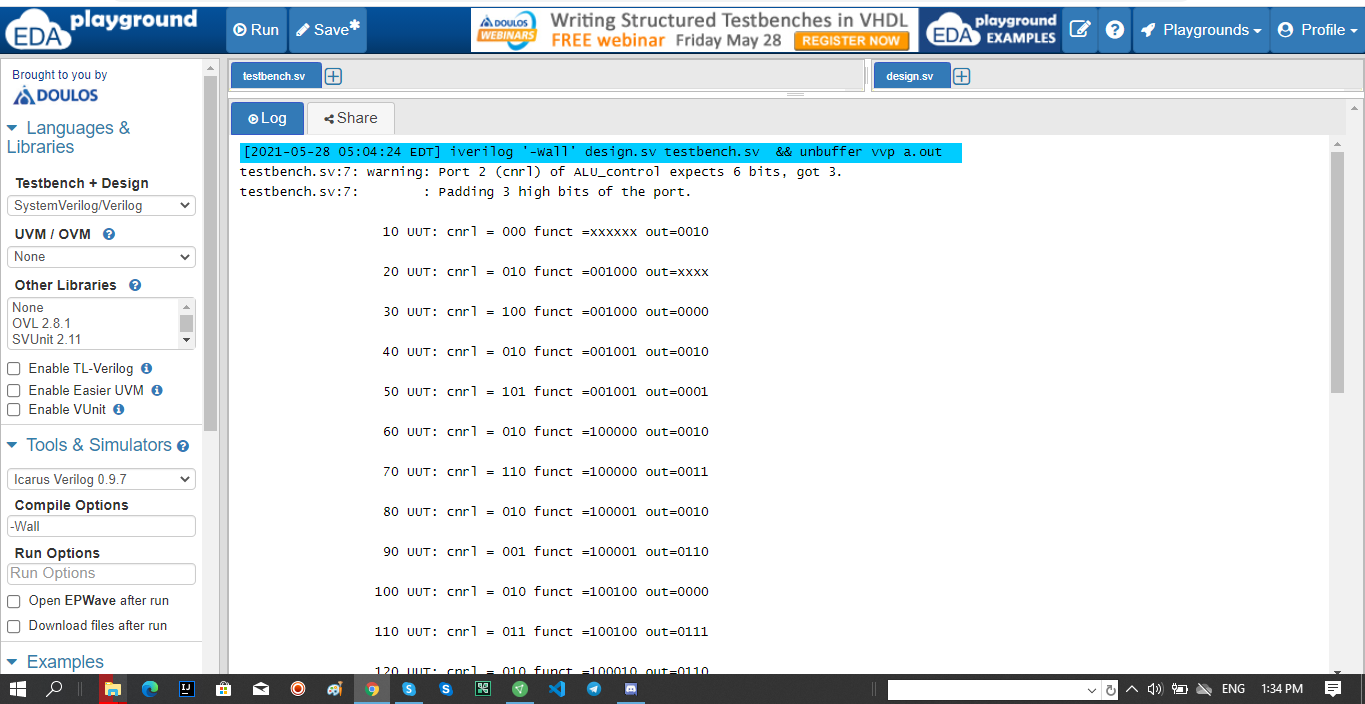 EDA playground
Run
Save*
DOULOS WEBINARS
Writing Structured Testbenches in VHDL
FREE webinar Friday May 28 REGISTER NOW
EDA playground EXAMPLES
Playgrounds
Profile
Brought to you by
DOULOS
Languages &
Libraries
Testbench + Design
SystemVerilog/Verilog
UVM / OVM
None
Other Libraries
None
OVL 2.8.1
SVUnit 2.11
Enable TL-Verilog
Enable Easier UVM
Enable VUnit
Tools & Simulators
Icarus Verilog 0.9.7
Compile Options
-Wall
Run Options
Run Options
Open EPWave after run
Download files after run
Examples
testbench.sv
design.sv
Log
Share
[2021-05-28 05:04:24 EDT] iverilog '-Wall' design.sv testbench.sv && unbuffer vvp a.out
testbench.sv:7: warning: Port 2 (cnrl) of ALU_control expects 6 bits, got 3.
testbench.sv:7: : Padding 3 high bits of the port.
10 UUT: cnrl = 000 funct =xxxxxx out=0010
20 UUT: cnrl = 010 funct =001000 out=xxxx
30 UUT: cnrl = 100 funct =001000 out=0000
40 UUT: cnrl = 010 funct =001001 out=0010
50 UUT: cnrl = 101 funct =001001 out=0001
60 UUT: cnrl = 010 funct =100000 out=0010
70 UUT: cnrl = 110 funct =100000 out=0011
80 UUT: cnrl = 010 funct =100001 out=0010
90 UUT: cnrl = 001 funct =100001 out=0110
100 UUT: cnrl = 010 funct =100100 out=0000
110 UUT: cnrl = 011 funct =100100 out=0111
120 UUT: cnrl = 010 funct =100010 out=0110
ENG
1:34 PM